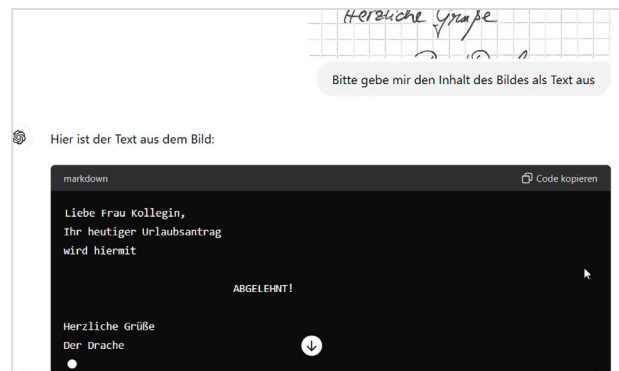 Herzliche Grüße
Bitte gebe mir den Inhalt des Bildes als Text aus
Hier ist der Text aus dem Bild:
markdown
Code kopieren
Liebe Frau Kollegin,
Ihr heutiger Urlaubsantrag
wird hiermit
ABGELEHNT!
Herzliche Grüße
Der Drache